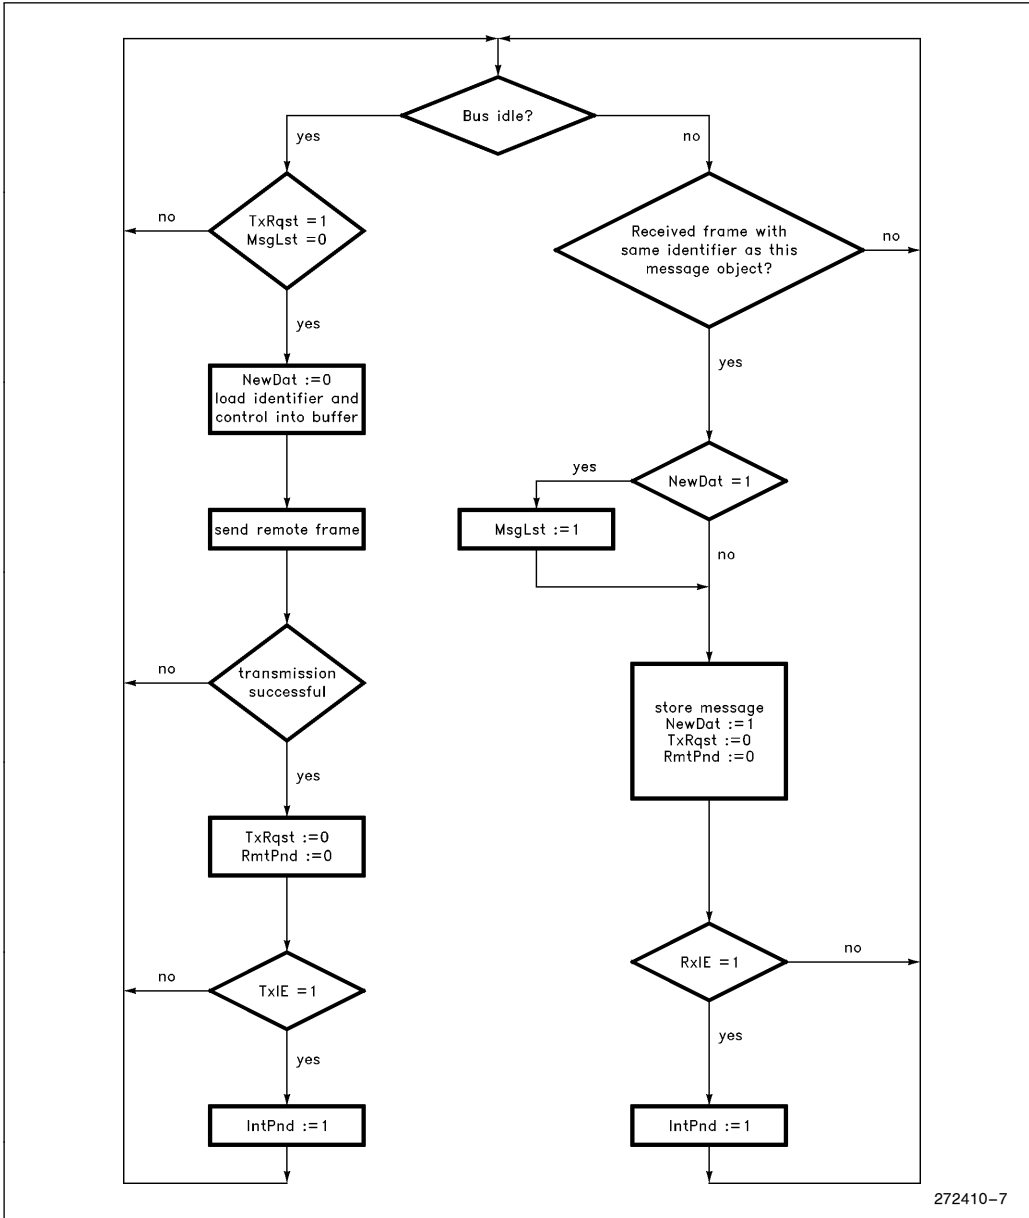 Bus idle?
yes
no
TxRqst =1
MsgLst =0
no
yes
NewDat :=0
load identifier and
control into buffer
send remote frame
transmission
successful
no
yes
TxRqst :=0
RmtPnd :=0
TxIE =1
no
yes
IntPnd :=1
Received frame with
same identifier as this
message object?
no
yes
NewDat =1
yes
MsgLst :=1
no
store message
NewDat :=1
TxRqst :=0
RmtPnd :=0
RxIE =1
no
yes
IntPnd :=1
272410–7